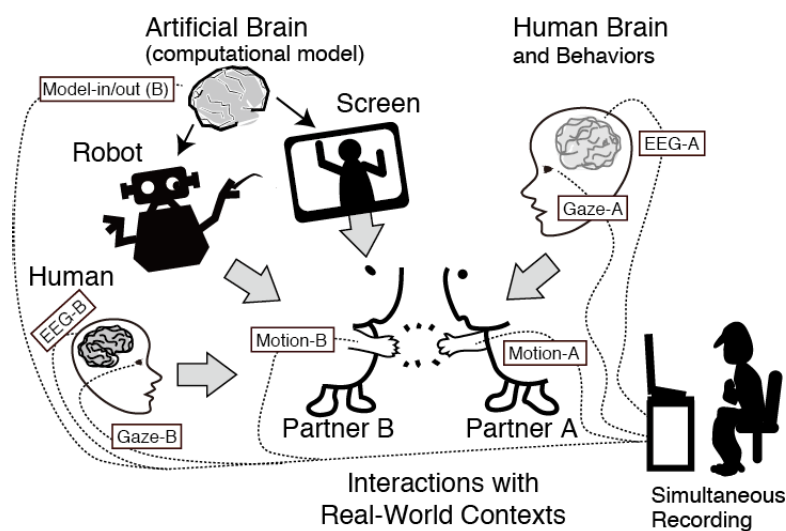 Artificial Brain
(computational model)
Human Brain
and Behaviors
Model-in/out (B)
Screen
Robot
EEG-A
Gaze-A
Human
EEG-B
Motion-B
Motion-A
Gaze-B
Partner B
Partner A
Interactions with
Real-World Contexts
Simultaneous
Recording